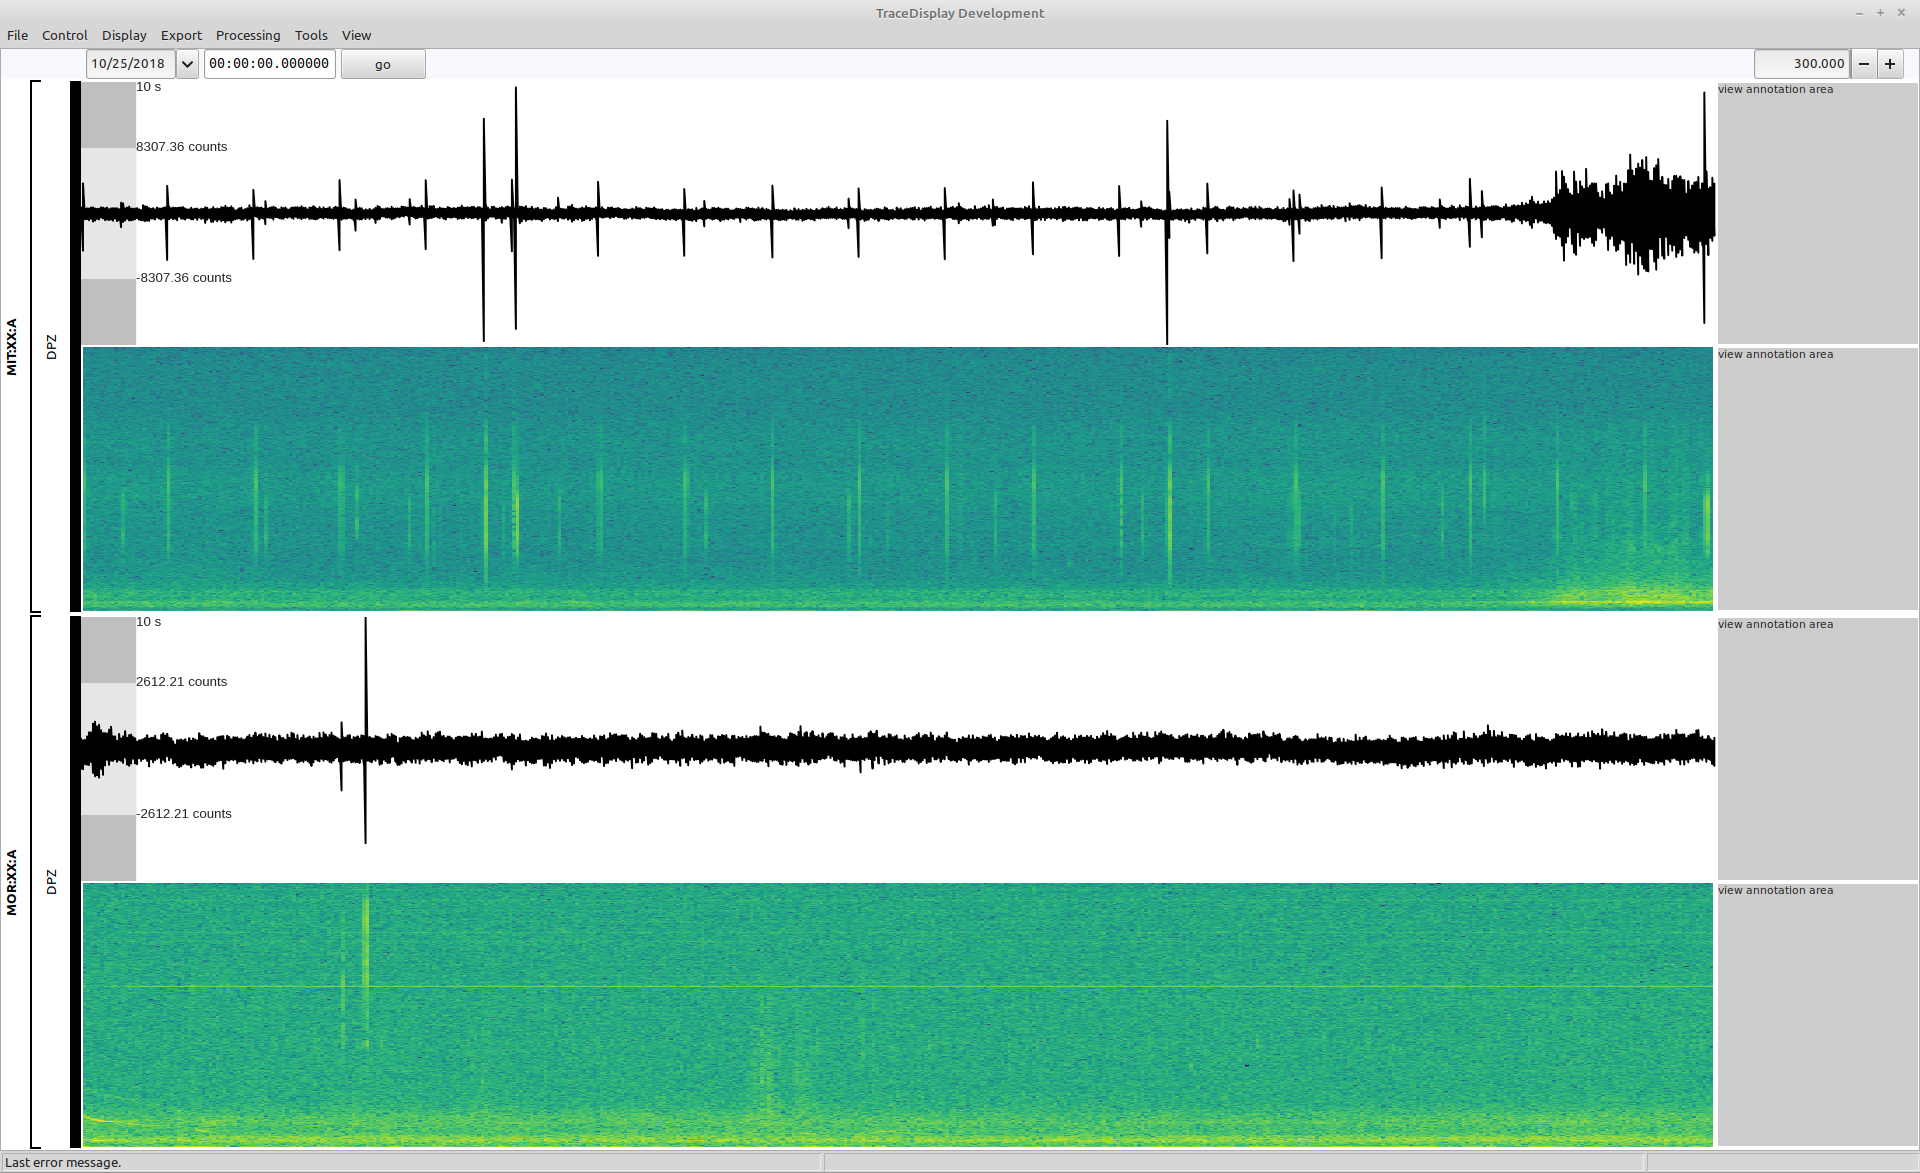 TraceDisplay Development
File Control Display Export Processing Tools View
10/25/2018 00:00:00.000000 go 300.000
MIT:XX:A
DPZ
10 s
8307.36 counts
-8307.36 counts
view annotation area
view annotation area
MOR:XX:A
DPZ
10 s
2612.21 counts
-2612.21 counts
view annotation area
view annotation area
Last error message.